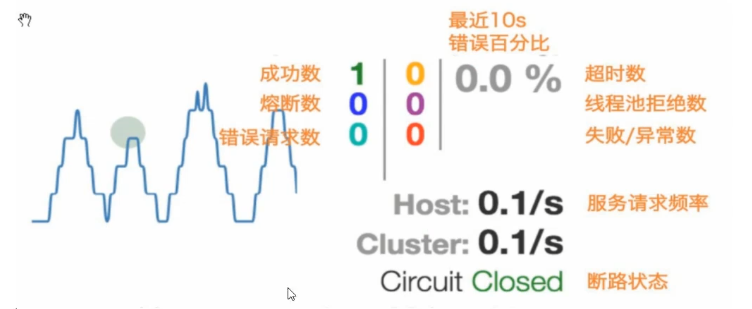 最近10s
错误百分比
成功数 1 0 0.0 % 超时数
熔断数 0 0 线程池拒绝数
错误请求数 0 0 失败/异常数
Host: 0.1/s 服务请求频率
Cluster: 0.1/s
Circuit Closed 断路状态